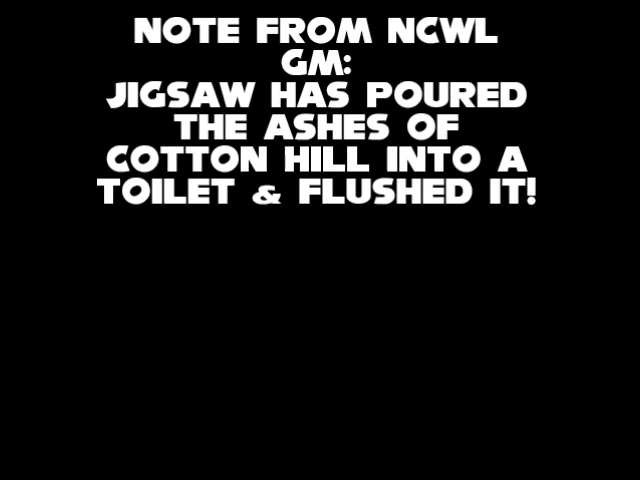 NOTE FROM NCWL
GM:
JIGSAW HAS POURED
THE ASHES OF
COTTON HILL INTO A
TOILET & FLUSHED IT!